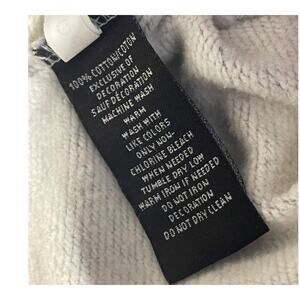 100% COTTON/COTON
EXCLUSIVE OF
DECORATION
SAUF DÉCORATION
MACHINE WASH
WARM
WASH WITH
LIKE COLORS
ONLY NON-
CHLORINE BLEACH
WHEN NEEDED
TUMBLE DRY LOW
WARM IRON IF NEEDED
DO NOT IRON
DECORATION
DO NOT DRY CLEAN